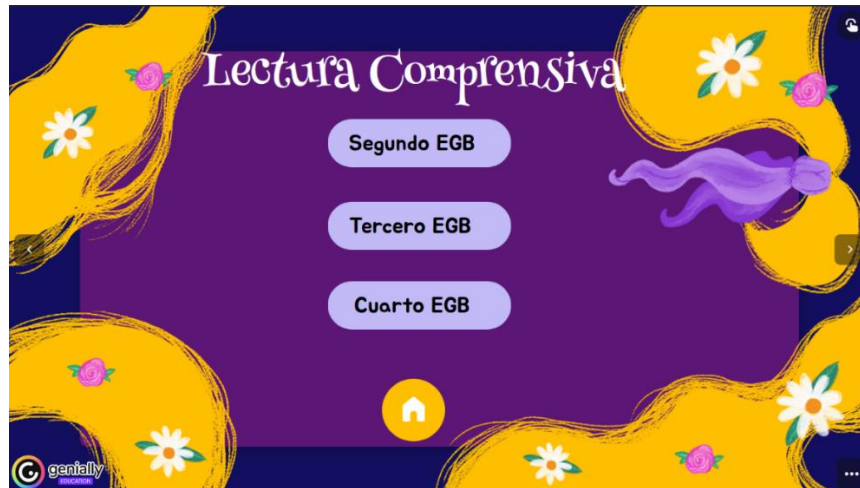 Lectura Comprensiva
Segundo EGB
Tercero EGB
Cuarto EGB
genially
EDUCATION